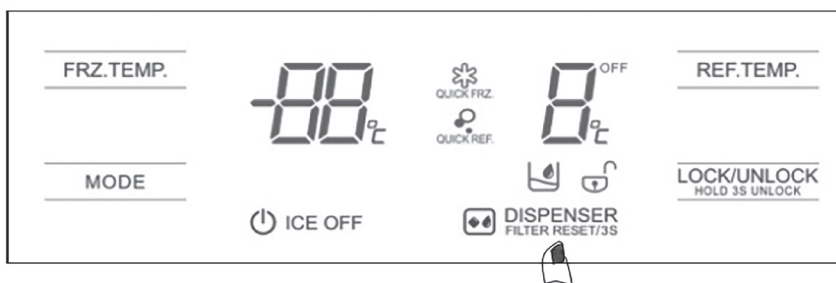 FRZ.TEMP.
-88°C
QUICK FRZ.
QUICK REF.
8°C
OFF
REF.TEMP.
MODE
LOCK/UNLOCK
HOLD 3S UNLOCK
ICE OFF
DISPENSER
FILTER RESET/3S